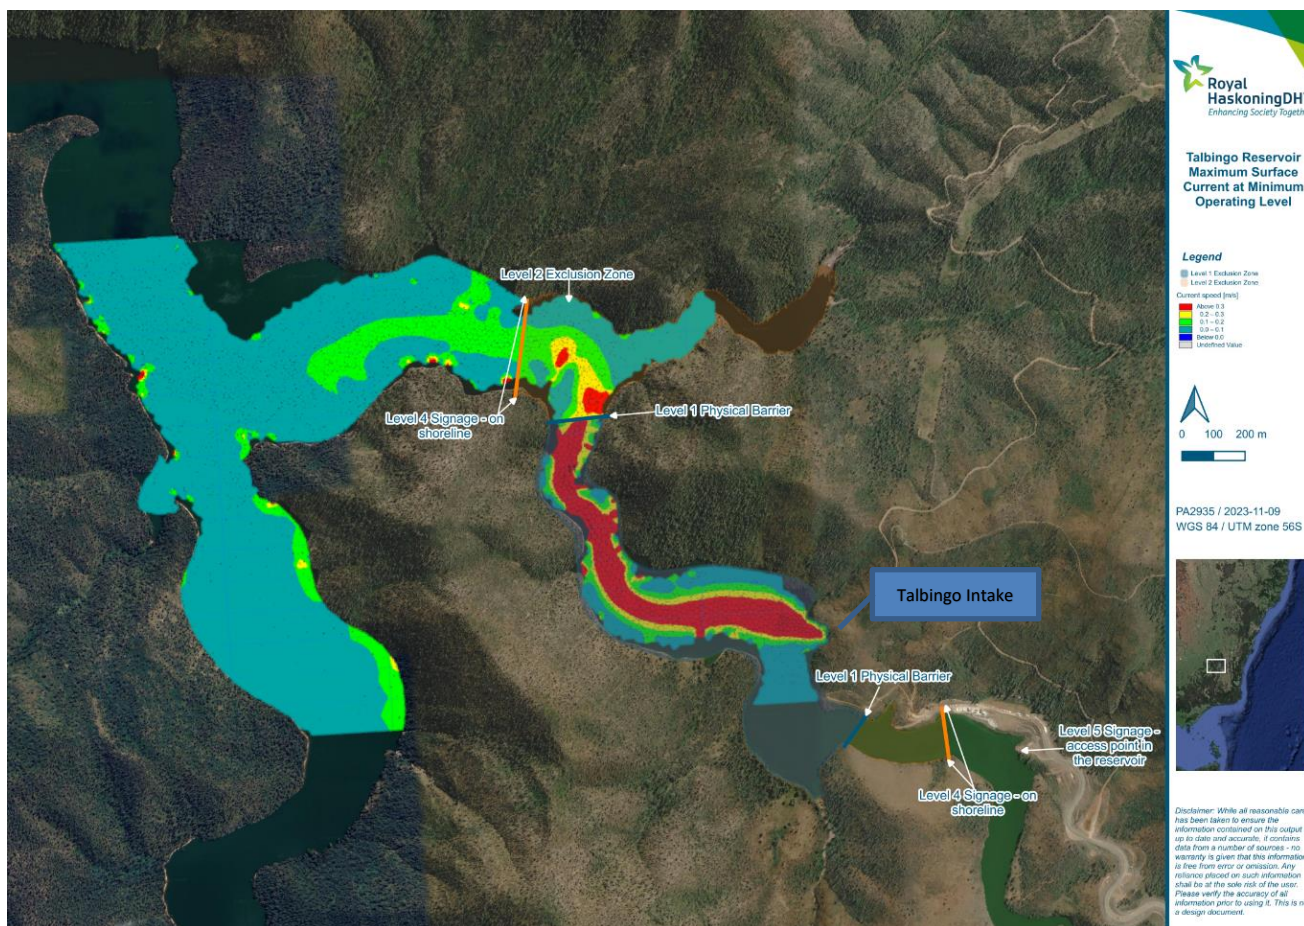 Level 2 Exclusion Zone
Level 4 Signage - on
shoreline
Level 1 Physical Barrier
Talbingo Intake
Level 1 Physical Barrier
Level 5 Signage -
access point in
the reservoir
Level 4 Signage - on
shoreline
Royal
HaskoningDH
Enhancing Society Togeth
Talbingo Reservoir
Maximum Surface
Current at Minimum
Operating Level
Legend
Level 1 Exclusion Zone
Level 2 Exclusion Zone
Current speed [m/s]
Above 0.3
0.2 - 0.3
0.1 - 0.2
0.0 - 0.1
Below 0.0
Undefined Value
0 100 200 m
PA2935 / 2023-11-09
WGS 84 / UTM zone 56S
Disclaimer: While all reasonable care
has been taken to ensure the
information contained on this output
up to date and accurate, it contains
data from a number of sources - no
warranty is given that this information
is free from error or omission. Any
reliance placed on such information
shall be at the sole risk of the user.
Please verify the accuracy of all
information prior to using it. This is n
a design document.